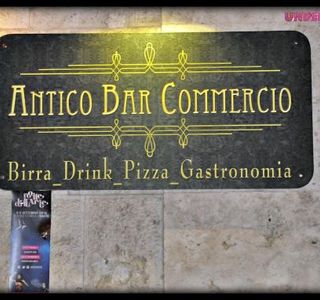 ANTICO BAR COMMERCIO
Birra_Drink_Pizza_Gastronomia .